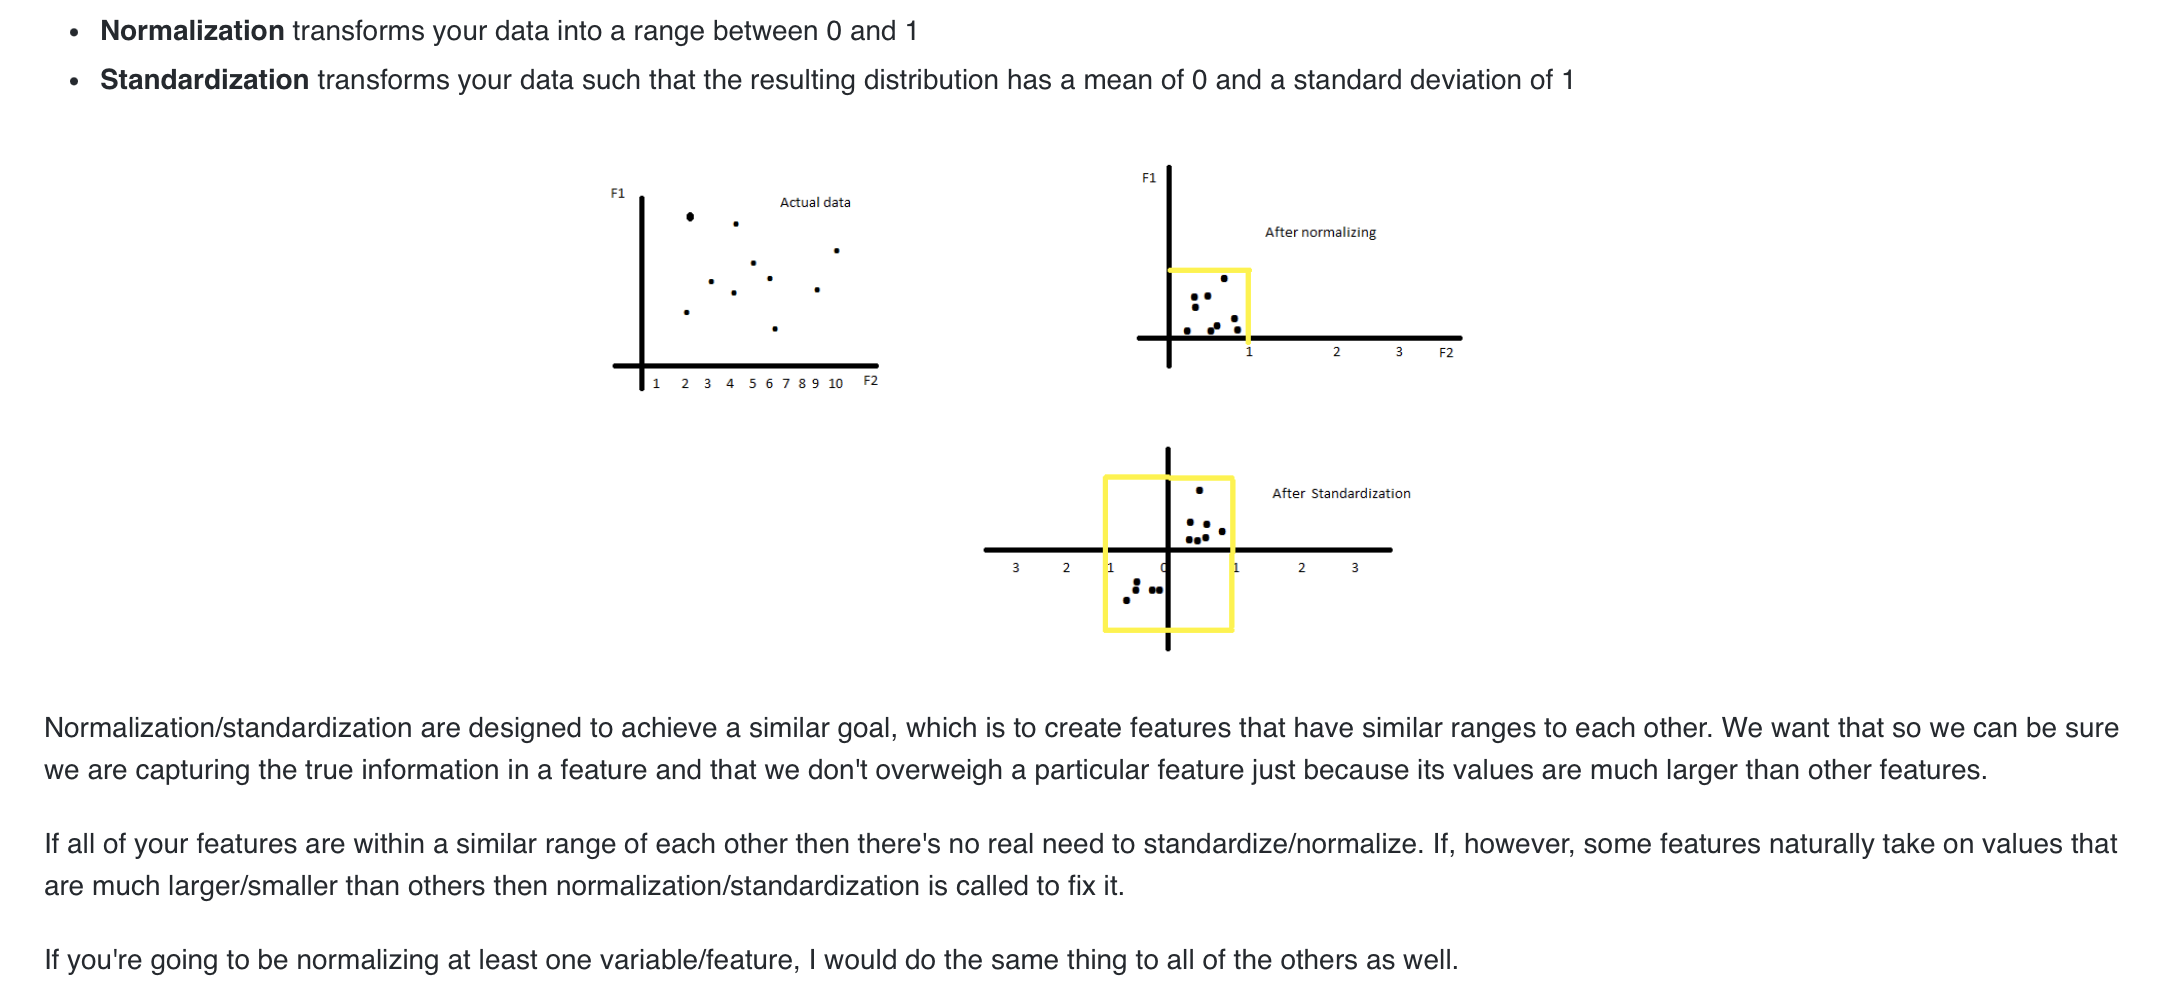 Normalization transforms your data into a range between 0 and 1
Standardization transforms your data such that the resulting distribution has a mean of 0 and a standard deviation of 1
F1
Actual data
1 2 3 4 5 6 7 8 9 10 F2
F1
After normalizing
1 2 3 F2
After Standardization
3 2 1 0 1 2 3
Normalization/standardization are designed to achieve a similar goal, which is to create features that have similar ranges to each other. We want that so we can be sure
we are capturing the true information in a feature and that we don't overweigh a particular feature just because its values are much larger than other features.
If all of your features are within a similar range of each other then there's no real need to standardize/normalize. If, however, some features naturally take on values that
are much larger/smaller than others then normalization/standardization is called to fix it.
If you're going to be normalizing at least one variable/feature, I would do the same thing to all of the others as well.